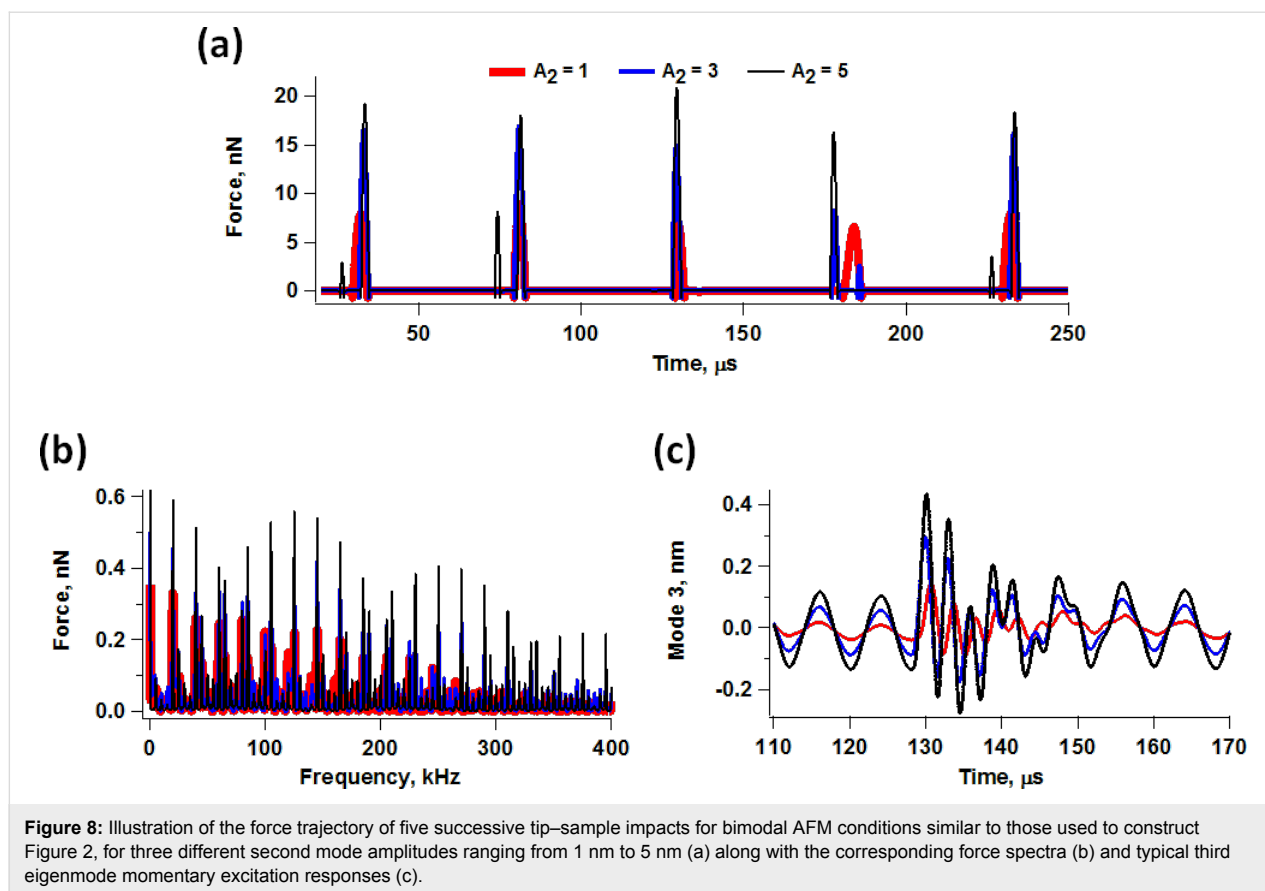 (a)
A2 = 1 A2 = 3 A2 = 5
Force, nN
20
15
10
5
0
50 100 150 200 250
Time, μs
(b)
Force, nN
0.6
0.4
0.2
0.0
0 100 200 300 400
Frequency, kHz
(c)
Mode 3, nm
0.4
0.2
0.0
-0.2
110 120 130 140 150 160 170
Time, μs
Figure 8: Illustration of the force trajectory of five successive tip–sample impacts for bimodal AFM conditions similar to those used to construct
Figure 2, for three different second mode amplitudes ranging from 1 nm to 5 nm (a) along with the corresponding force spectra (b) and typical third
eigenmode momentary excitation responses (c).